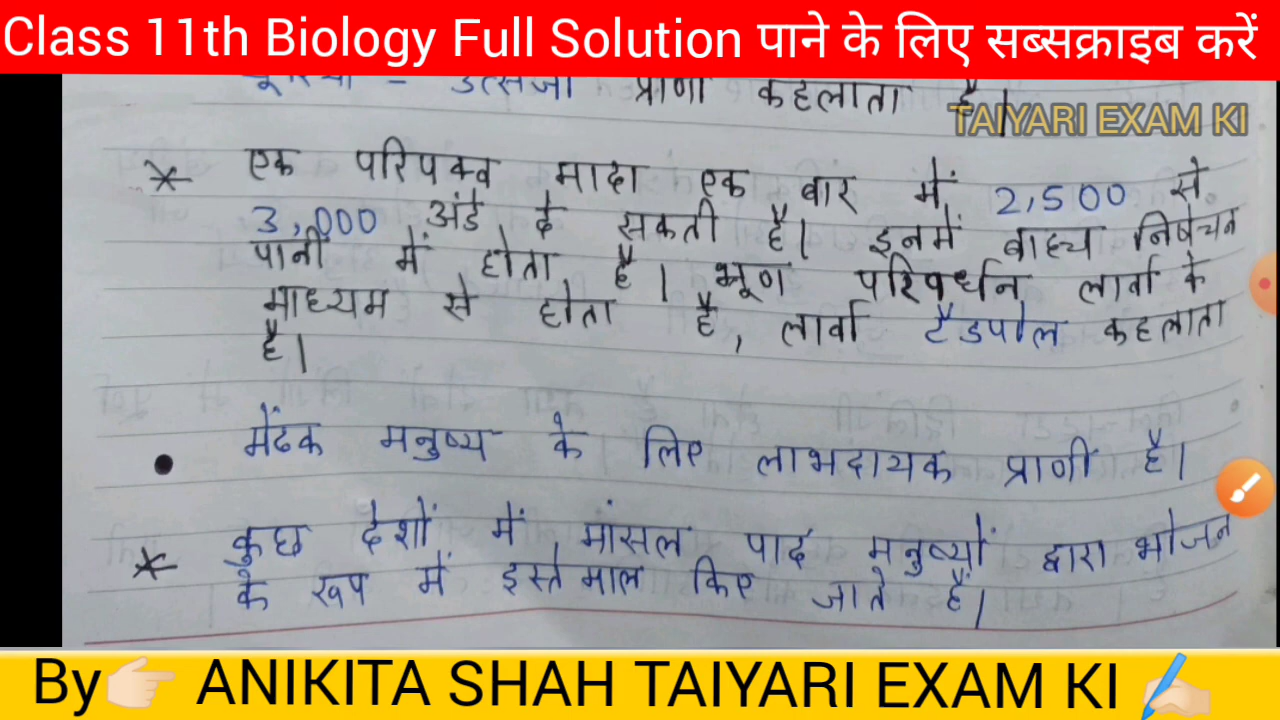 Class 11th Biology Full Solution पाने के लिए सब्सक्राइब करें
प्राणी कहलाता है।
TAIYARI EXAM KI
* एक परिपक्व मादा एक बार में 2,500 से
3,000 अंडे दे सकती है। इनमें बाह्य निषेचन
पानी में होता है। भ्रूण परिवर्धन लार्वा के
माध्यम से होता है, लार्वा टैडपोल कहलाता
है।
• मेंढक मनुष्य के लिए लाभदायक प्राणी है।
* कुछ देशों में मांसल पाद मनुष्यों द्वारा भोजन
के रूप में इस्तेमाल किए जाते हैं।
By👉🏻 ANIKITA SHAH TAIYARI EXAM KI ✍🏻